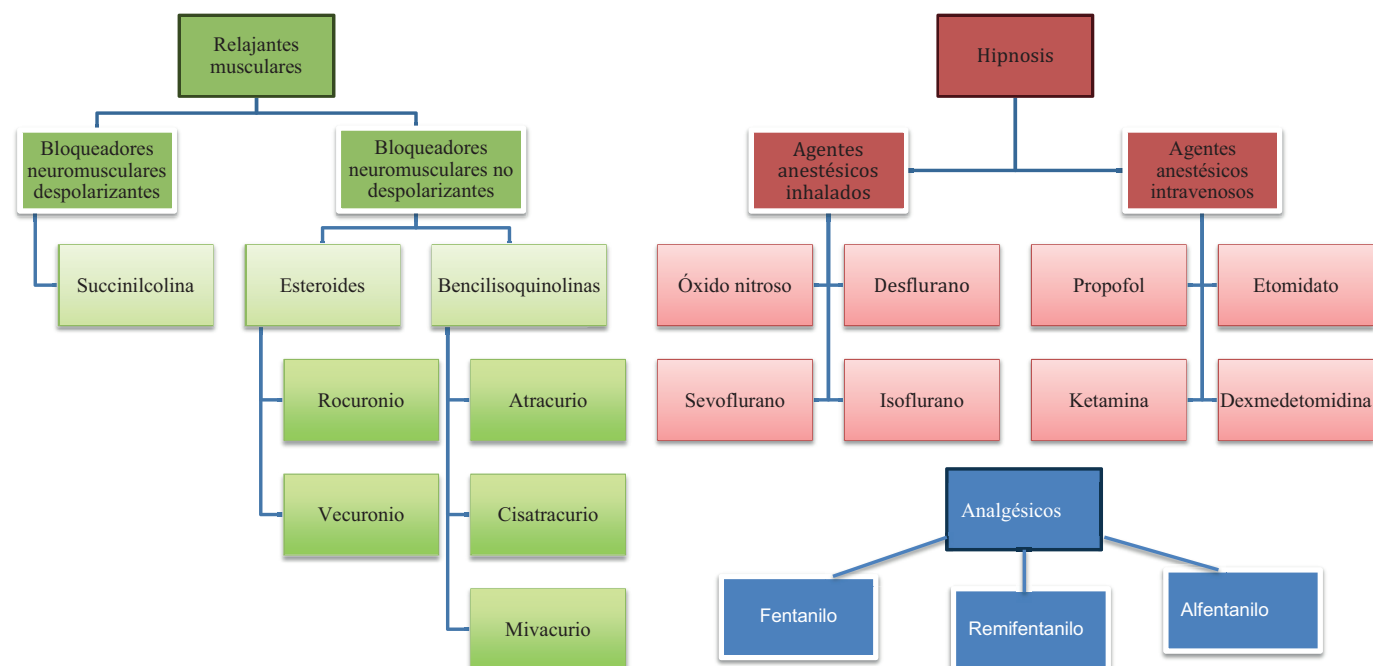 Relajantes
musculares
Bloqueadores
neuromusculares
despolarizantes
Bloqueadores
neuromusculares no
despolarizantes
Succinilcolina
Esteroides
Bencilisoquinolinas
Rocuronio
Atracurio
Vecuronio
Cisatracurio
Mivacurio
Hipnosis
Agentes
anestésicos
inhalados
Agentes
anestésicos
intravenosos
Óxido nitroso
Desflurano
Propofol
Etomidato
Sevoflurano
Isoflurano
Ketamina
Dexmedetomidina
Analgésicos
Fentanilo
Remifentanilo
Alfentanilo